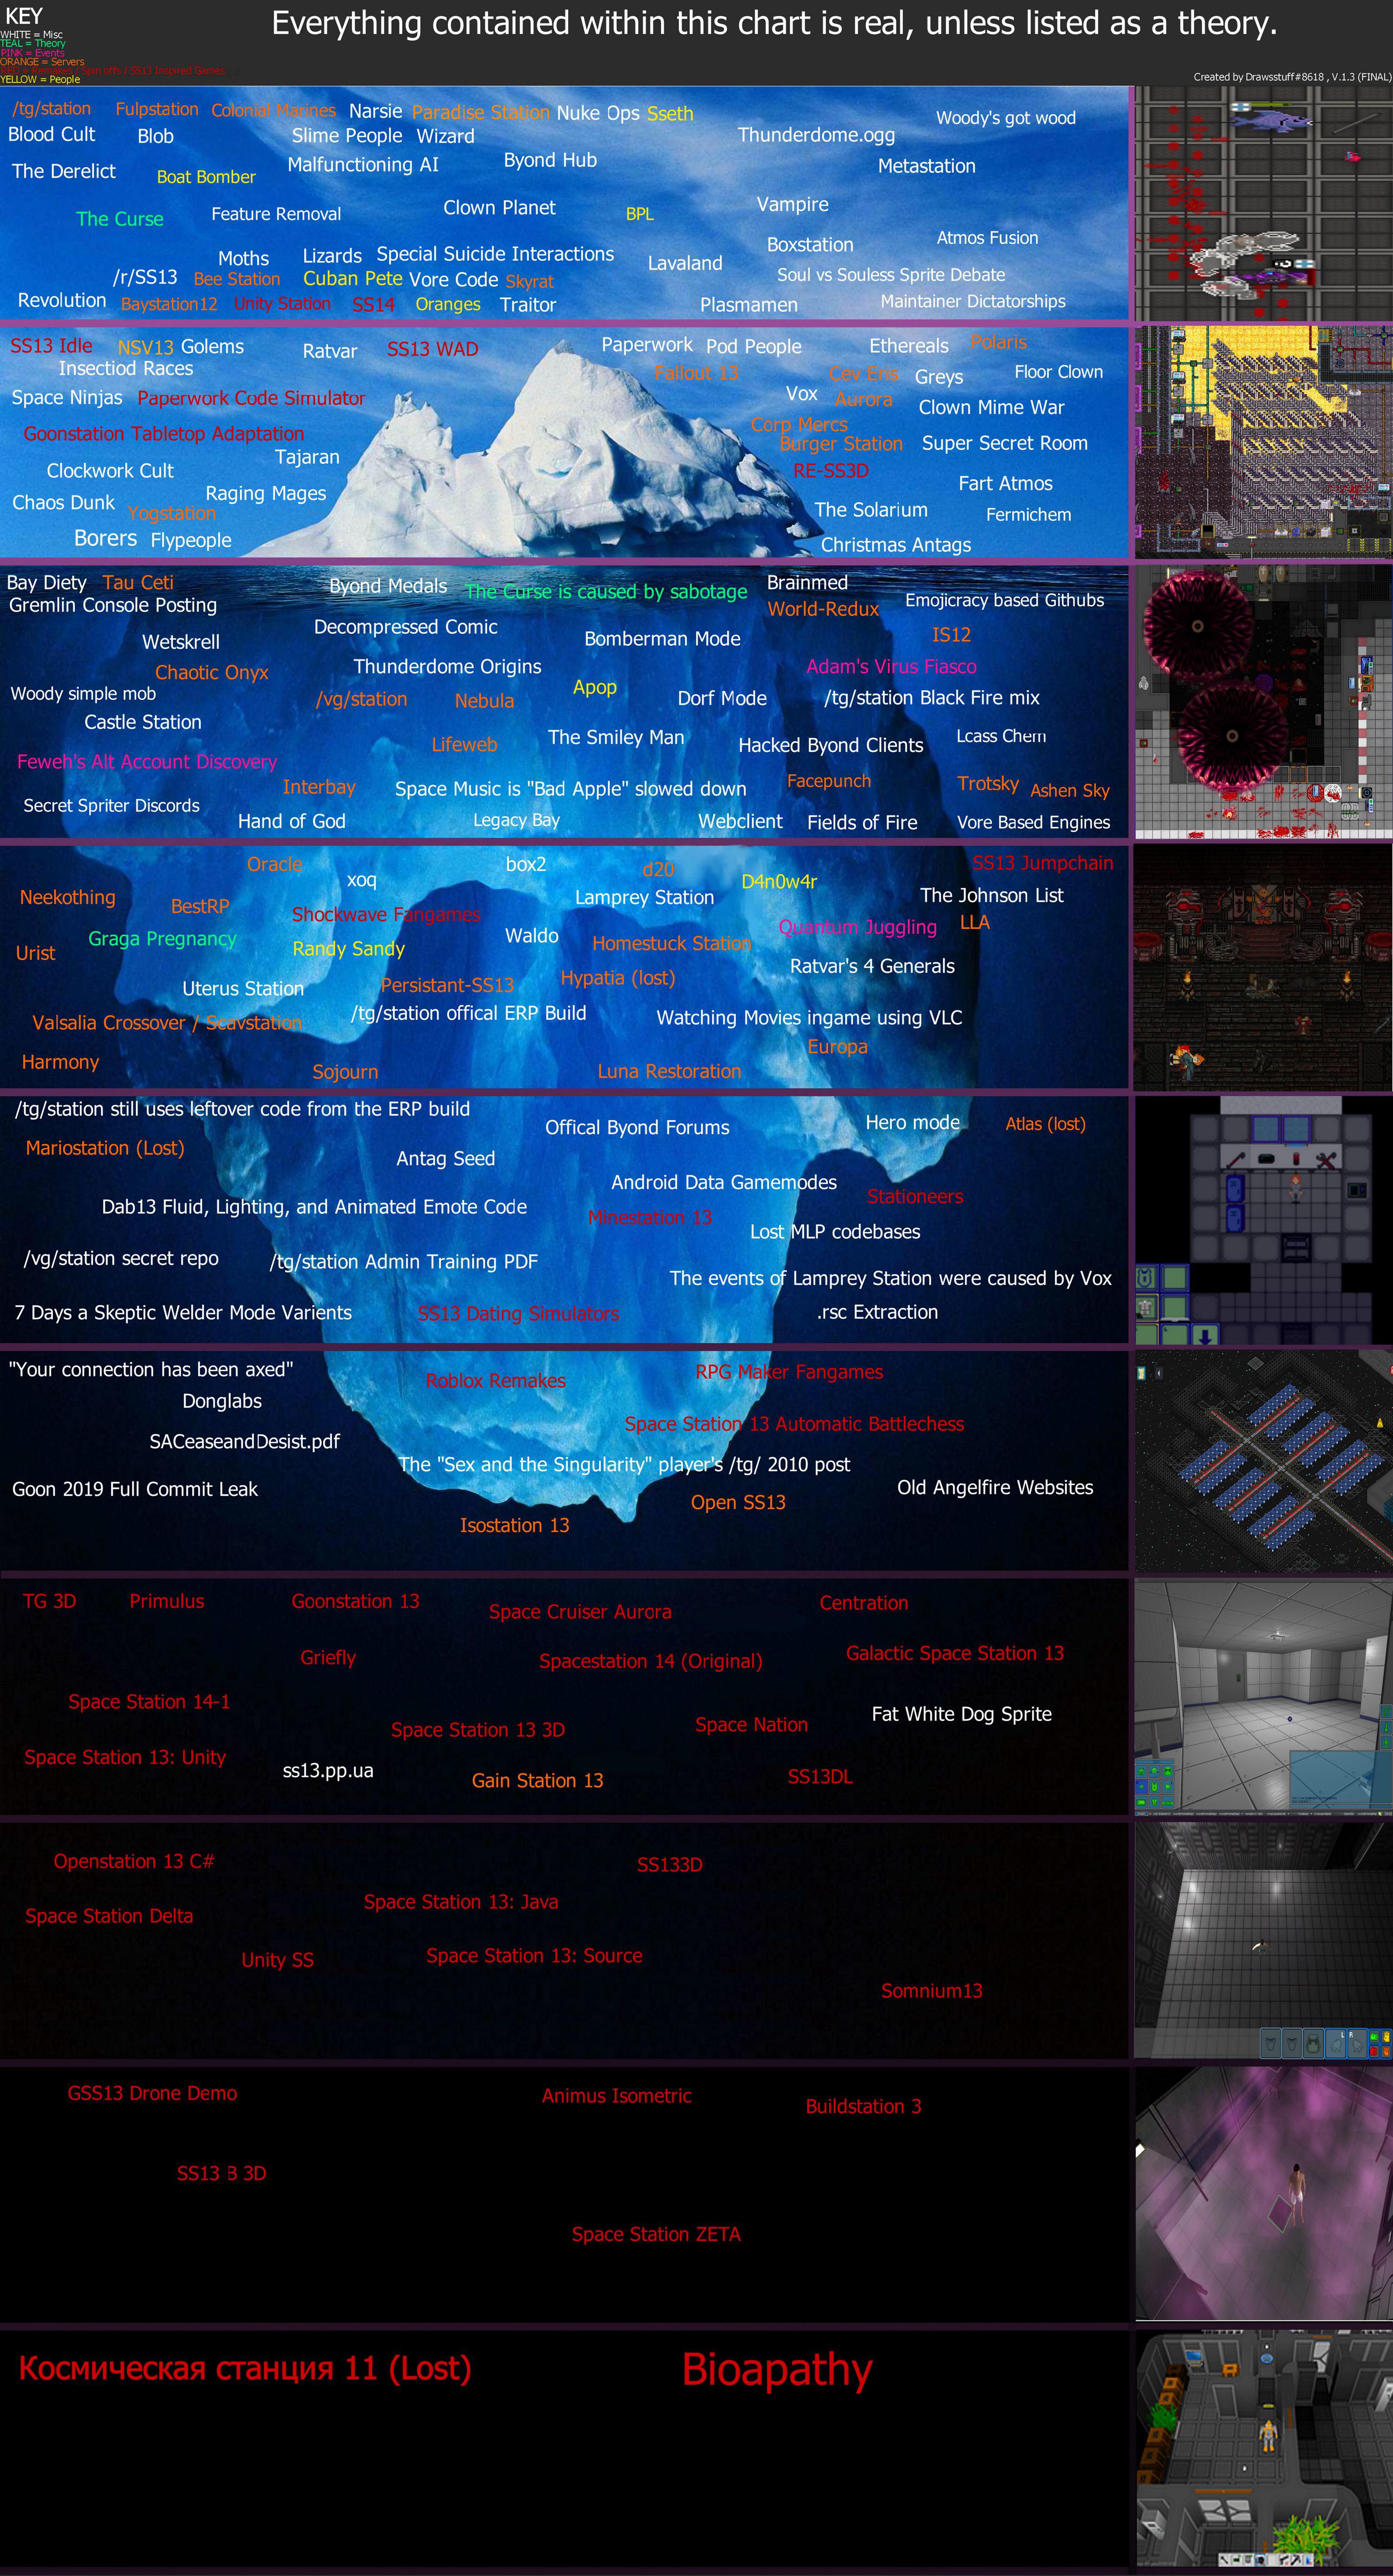 KEY
Everything contained within this chart is real, unless listed as a theory.
WHITE = Misc
TEAL = Theory
PINK = Events
ORANGE = Servers
RED = Remakes / Spin offs / SS13 Inspired Games
YELLOW = People
Created by Drawsstuff#8618 , V.1.3 (FINAL)
/tg/station Fulpstation Colonial Marines Narsie Paradise Station Nuke Ops Sseth
Woody's got wood
Blood Cult Blob Slime People Wizard Thunderdome.ogg
The Derelict Boat Bomber Malfunctioning AI Byond Hub Metastation
The Curse Feature Removal Clown Planet BPL Vampire
Boxstation Atmos Fusion
Moths Lizards Special Suicide Interactions Lavaland
/r/SS13 Bee Station Cuban Pete Vore Code Skyrat Soul vs Souless Sprite Debate
Revolution Baystation12 Unity Station SS14 Oranges Traitor Plasmamen Maintainer Dictatorships
SS13 Idle NSV13 Golems Ratvar SS13 WAD Paperwork Pod People Ethereals Polaris
Insectiod Races Fallout 13 Cev Eris Greys Floor Clown
Space Ninjas Paperwork Code Simulator Vox Aurora Clown Mime War
Goonstation Tabletop Adaptation Corp Mercs
Burger Station Super Secret Room
Clockwork Cult Tajaran RE-SS3D
Chaos Dunk Raging Mages Fart Atmos
Yogstation The Solarium Fermichem
Borers Flypeople Christmas Antags
Bay Diety Tau Ceti Byond Medals The Curse is caused by sabotage Brainmed
Gremlin Console Posting World-Redux Emojicracy based Githubs
Wetskrell Decompressed Comic Bomberman Mode IS12
Chaotic Onyx Thunderdome Origins Adam's Virus Fiasco
Woody simple mob /vg/station Nebula Apop Dorf Mode /tg/station Black Fire mix
Castle Station
Lifeweb The Smiley Man Hacked Byond Clients Lcass Chem
Feweh's Alt Account Discovery
Interbay Space Music is "Bad Apple" slowed down Facepunch Trotsky Ashen Sky
Secret Spriter Discords Hand of God Legacy Bay Webclient Fields of Fire Vore Based Engines
Oracle xoq box2 d20 D4n0w4r SS13 Jumpchain
Neekothing BestRP Lamprey Station The Johnson List
Shockwave Fangames Quantum Juggling LLA
Graga Pregnancy Randy Sandy Waldo Homestuck Station
Urist Ratvar's 4 Generals
Uterus Station Persistant-SS13 Hypatia (lost)
Valsalia Crossover / Scavstation /tg/station offical ERP Build Watching Movies ingame using VLC
Europa
Harmony Sojourn Luna Restoration
/tg/station still uses leftover code from the ERP build
Offical Byond Forums Hero mode Atlas (lost)
Mariostation (Lost) Antag Seed
Android Data Gamemodes Stationeers
Dab13 Fluid, Lighting, and Animated Emote Code Minestation 13
Lost MLP codebases
/vg/station secret repo /tg/station Admin Training PDF
The events of Lamprey Station were caused by Vox
7 Days a Skeptic Welder Mode Varients SS13 Dating Simulators .rsc Extraction
"Your connection has been axed" Roblox Remakes RPG Maker Fangames
Donglabs
Space Station 13 Automatic Battlechess
SACeaseandDesist.pdf
The "Sex and the Singularity" player's /tg/ 2010 post
Goon 2019 Full Commit Leak Old Angelfire Websites
Open SS13
Isostation 13
TG 3D Primulus Goonstation 13 Space Cruiser Aurora Centration
Griefly Spacestation 14 (Original) Galactic Space Station 13
Space Station 14-1 Space Station 13 3D Space Nation Fat White Dog Sprite
Space Station 13: Unity ss13.pp.ua Gain Station 13 SS13DL
Openstation 13 C# SS133D
Space Station Delta Space Station 13: Java
Unity SS Space Station 13: Source
Somnium13
GSS13 Drone Demo Animus Isometric Buildstation 3
SS13 B 3D
Space Station ZETA
Космическая станция 11 (Lost) Bioapathy